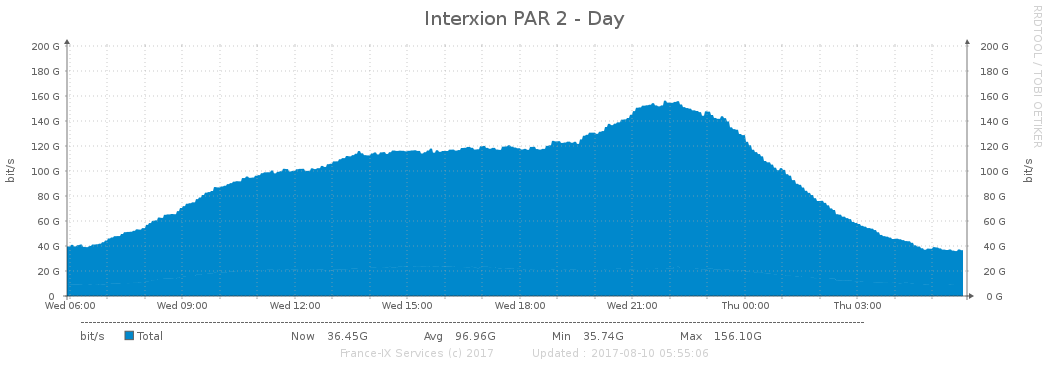 Interxion PAR 2 - Day
RRDTOOL / TOBI OETIKER
bit/s
bit/s
200 G 200 G
180 G 180 G
160 G 160 G
140 G 140 G
120 G 120 G
100 G 100 G
80 G 80 G
60 G 60 G
40 G 40 G
20 G 20 G
0 0 G
Wed 06:00 Wed 09:00 Wed 12:00 Wed 15:00 Wed 18:00 Wed 21:00 Thu 00:00 Thu 03:00
bit/s Total Now 36.45G Avg 96.96G Min 35.74G Max 156.10G
France-IX Services (c) 2017 Updated : 2017-08-10 05:55:06